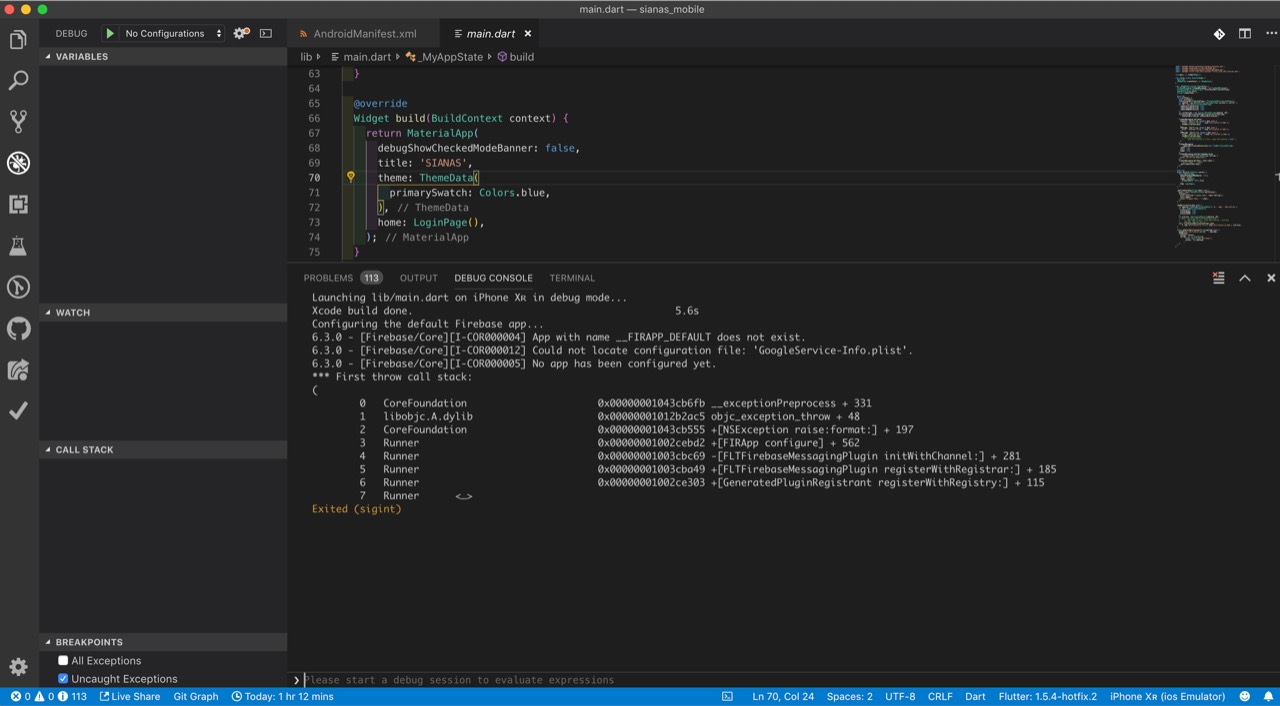 main.dart — sianas_mobile
DEBUG No Configurations
AndroidManifest.xml main.dart
VARIABLES
lib main.dart _MyAppState build
63 }
64
65 @override
66 Widget build(BuildContext context) {
67 return MaterialApp(
68 debugShowCheckedModeBanner: false,
69 title: 'SIANAS',
70 theme: ThemeData(
71 primarySwatch: Colors.blue,
72 ), // ThemeData
73 home: LoginPage(),
74 ); // MaterialApp
75 }
PROBLEMS 113 OUTPUT DEBUG CONSOLE TERMINAL
Launching lib/main.dart on iPhone Xʀ in debug mode...
Xcode build done. 5.6s
Configuring the default Firebase app...
6.3.0 - [Firebase/Core][I-COR000004] App with name __FIRAPP_DEFAULT does not exist.
6.3.0 - [Firebase/Core][I-COR000012] Could not locate configuration file: 'GoogleService-Info.plist'.
6.3.0 - [Firebase/Core][I-COR000005] No app has been configured yet.
*** First throw call stack:
(
0 CoreFoundation 0x00000001043cb6fb __exceptionPreprocess + 331
1 libobjc.A.dylib 0x00000001012b2ac5 objc_exception_throw + 48
2 CoreFoundation 0x00000001043cb555 +[NSException raise:format:] + 197
3 Runner 0x00000001002cebd2 +[FIRApp configure] + 562
4 Runner 0x00000001003cbc69 -[FLTFirebaseMessagingPlugin initWithChannel:] + 281
5 Runner 0x00000001003cba49 +[FLTFirebaseMessagingPlugin registerWithRegistrar:] + 185
6 Runner 0x00000001002ce303 +[GeneratedPluginRegistrant registerWithRegistry:] + 115
7 Runner <…>
Exited (sigint)
WATCH
CALL STACK
BREAKPOINTS
All Exceptions
Uncaught Exceptions
Please start a debug session to evaluate expressions
0 0 113 Live Share Git Graph Today: 1 hr 12 mins Ln 70, Col 24 Spaces: 2 UTF-8 CRLF Dart Flutter: 1.5.4-hotfix.2 iPhone Xʀ (ios Emulator)